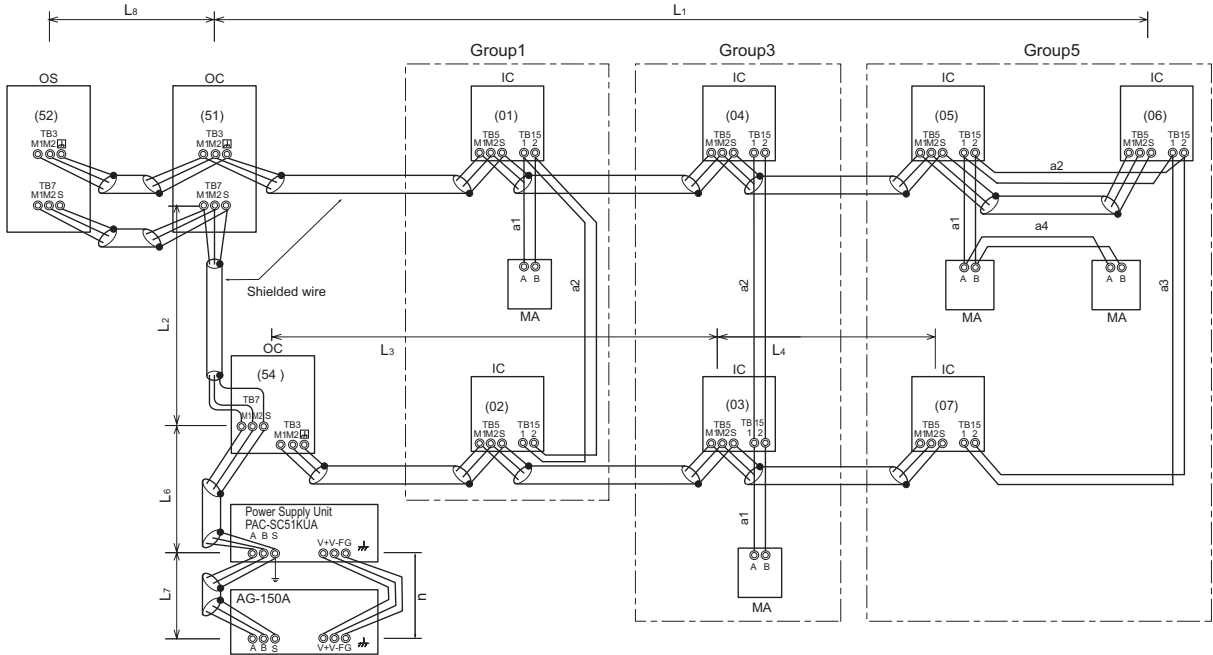 L8
L1
Group1
Group3
Group5
OS
OC
IC
IC
IC
IC
(52)
(51)
(01)
(04)
(05)
(06)
TB3
M1M2
TB3
M1M2
TB5
M1M2S
TB15
1 2
TB5
M1M2S
TB15
1 2
TB5
M1M2S
TB15
1 2
TB5
M1M2S
TB15
1 2
TB7
M1M2 S
TB7
M1M2 S
a2
a1
a2
a2
a1
a4
a3
A B
MA
A B
MA
A B
MA
Shielded wire
L2
L3
L4
OC
IC
IC
IC
(54 )
(02)
(03)
(07)
TB7
M1M2 S
TB3
M1M2
TB5
M1M2S
TB15
1 2
TB5
M1M2S
TB15
1 2
TB5
M1M2S
TB15
1 2
L6
a1
Power Supply Unit
PAC-SC51KUA
A B S
V+V-FG
A B
MA
L7
n
AG-150A
A B S
V+V-FG